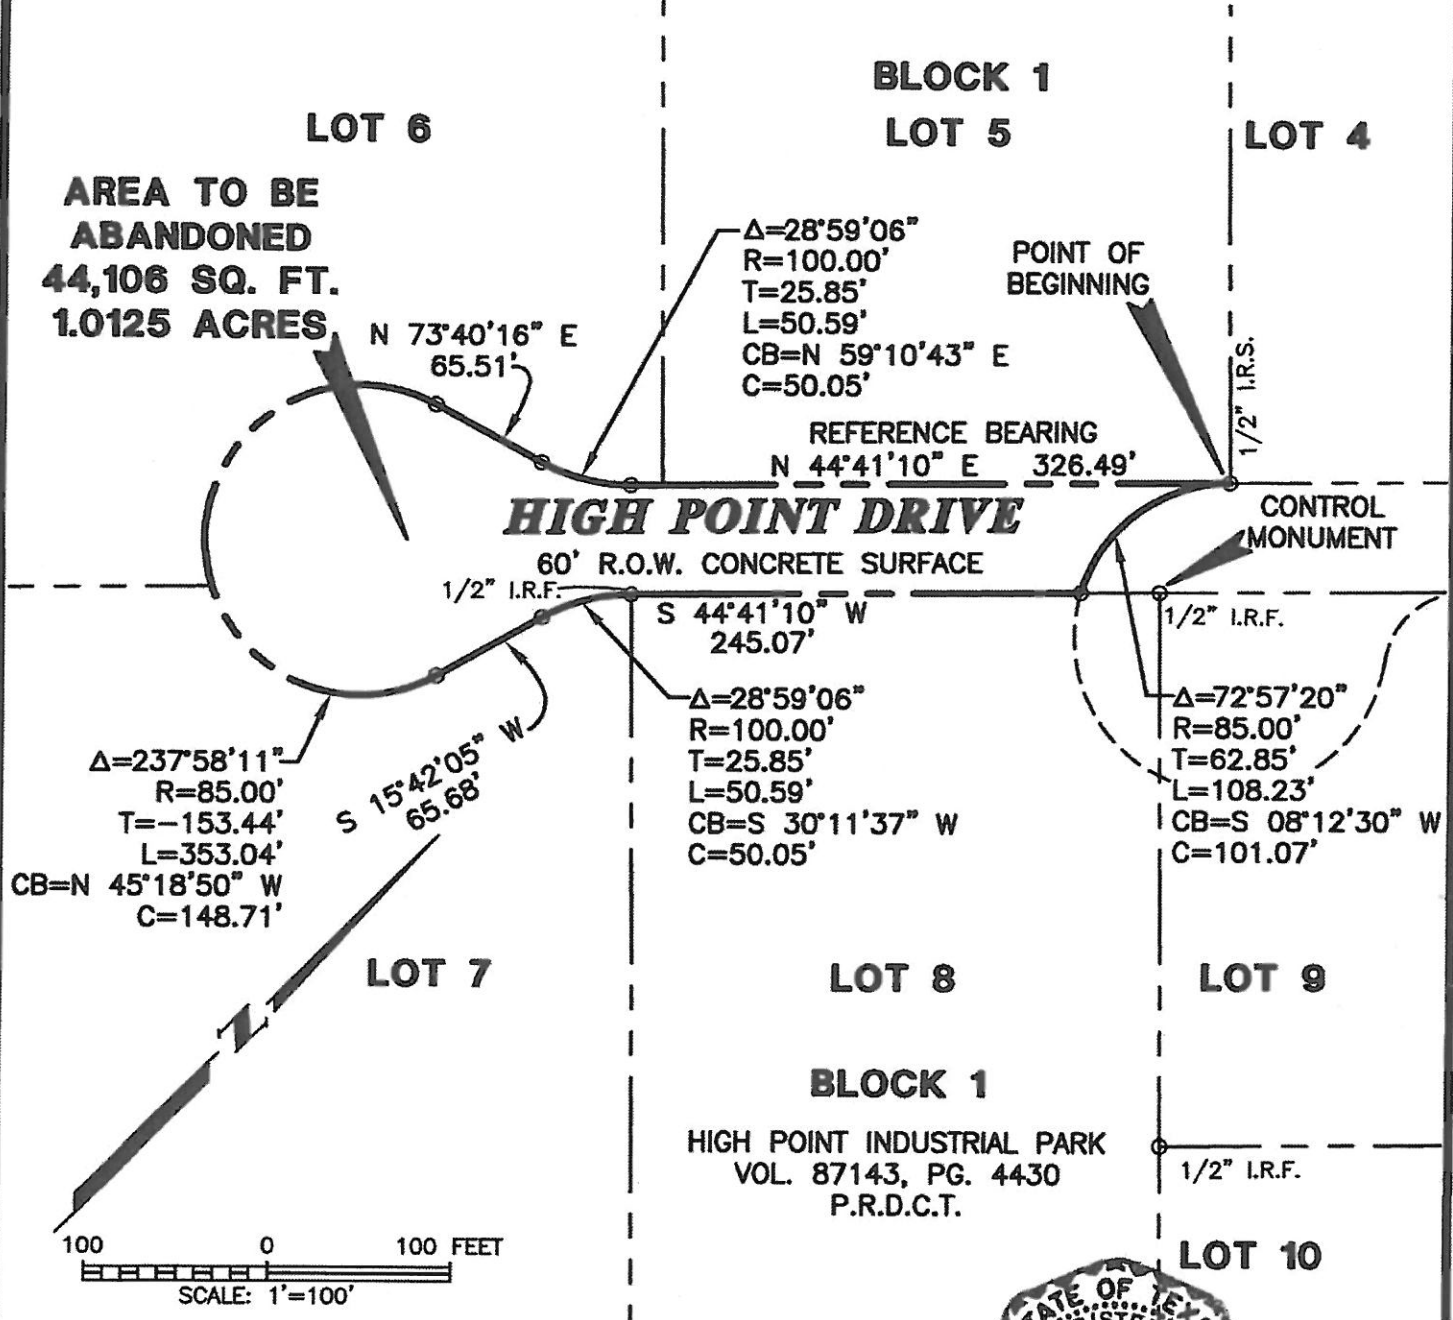 BLOCK 1
LOT 6
LOT 5
LOT 4
AREA TO BE
ABANDONED
44,106 SQ. FT.
1.0125 ACRES
N 73°40'16" E
65.51'
Δ=28°59'06"
R=100.00'
T=25.85'
L=50.59'
CB=N 59°10'43" E
C=50.05'
POINT OF
BEGINNING
1/2" I.R.S.
REFERENCE BEARING
N 44°41'10" E 326.49'
HIGH POINT DRIVE
60' R.O.W. CONCRETE SURFACE
CONTROL
MONUMENT
1/2" I.R.F.
S 44°41'10" W
245.07'
1/2" I.R.F.
Δ=237°58'11"
R=85.00'
T=-153.44'
L=353.04'
CB=N 45°18'50" W
C=148.71'
S 15°42'05" W
65.68'
Δ=28°59'06"
R=100.00'
T=25.85'
L=50.59'
CB=S 30°11'37" W
C=50.05'
Δ=72°57'20"
R=85.00'
T=62.85'
L=108.23'
CB=S 08°12'30" W
C=101.07'
LOT 7
LOT 8
LOT 9
N
BLOCK 1
HIGH POINT INDUSTRIAL PARK
VOL. 87143, PG. 4430
P.R.D.C.T.
1/2" I.R.F.
LOT 10
100 0 100 FEET
SCALE: 1'=100'
OF